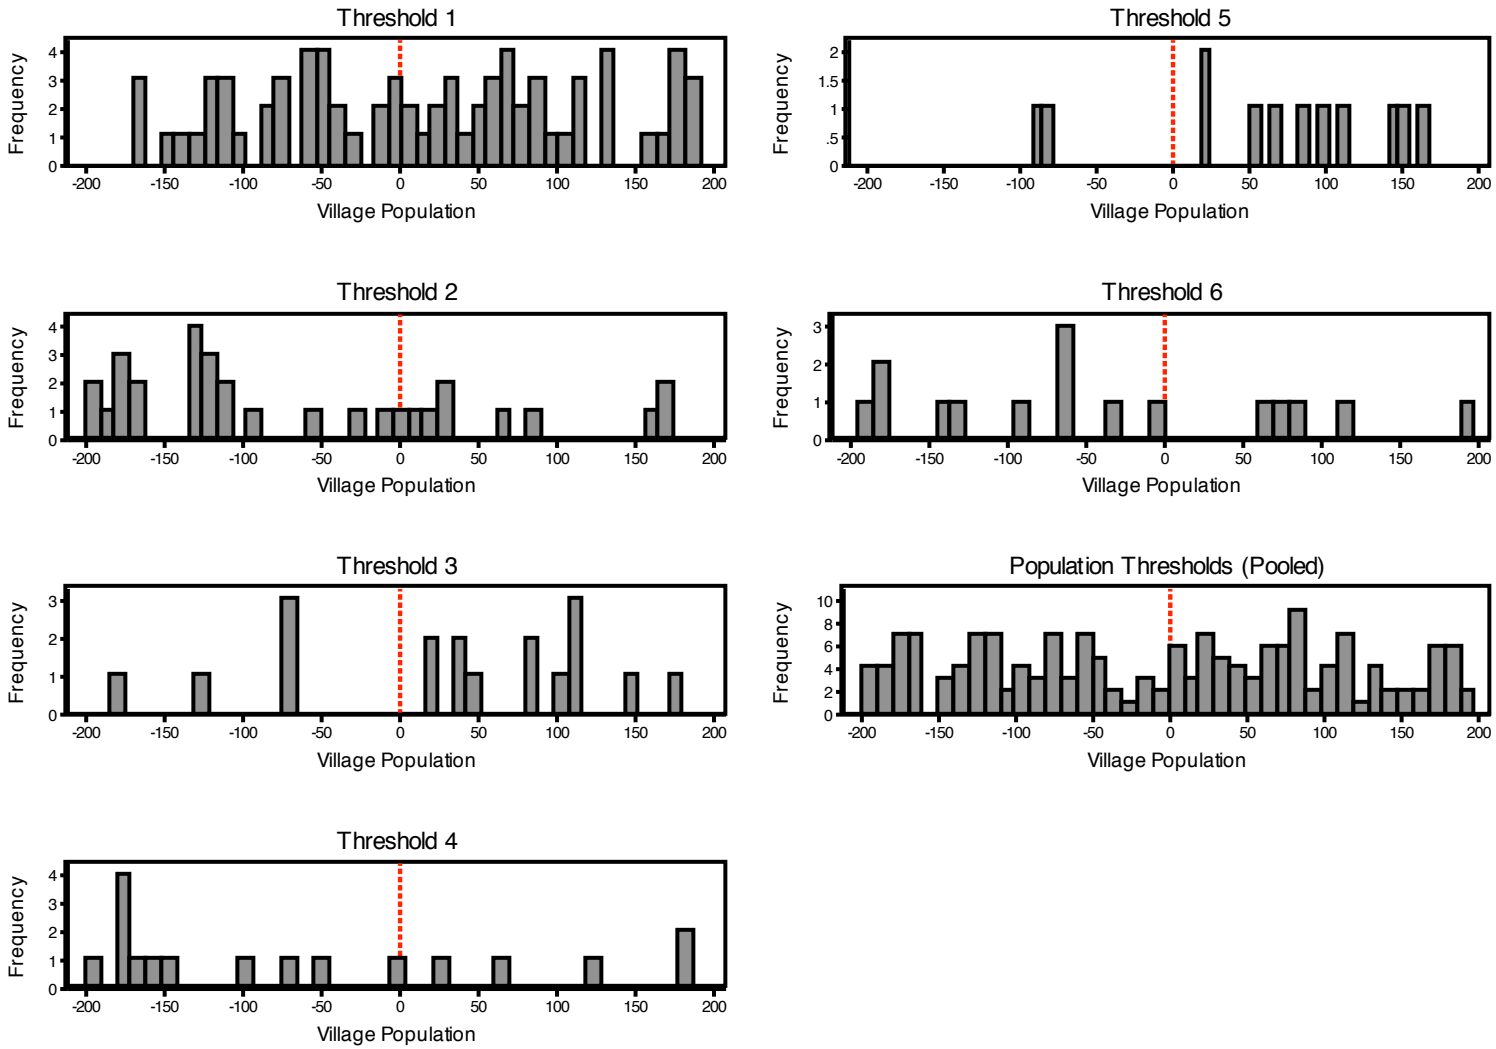 Threshold 1
Frequency
4
3
2
1
0
-200 -150 -100 -50 0 50 100 150 200
Village Population
Threshold 5
Frequency
2
1.5
1
.5
0
-200 -150 -100 -50 0 50 100 150 200
Village Population
Threshold 2
Frequency
4
3
2
1
0
-200 -150 -100 -50 0 50 100 150 200
Village Population
Threshold 6
Frequency
3
2
1
0
-200 -150 -100 -50 0 50 100 150 200
Village Population
Threshold 3
Frequency
3
2
1
0
-200 -150 -100 -50 0 50 100 150 200
Village Population
Population Thresholds (Pooled)
Frequency
10
8
6
4
2
0
-200 -150 -100 -50 0 50 100 150 200
Village Population
Threshold 4
Frequency
4
3
2
1
0
-200 -150 -100 -50 0 50 100 150 200
Village Population